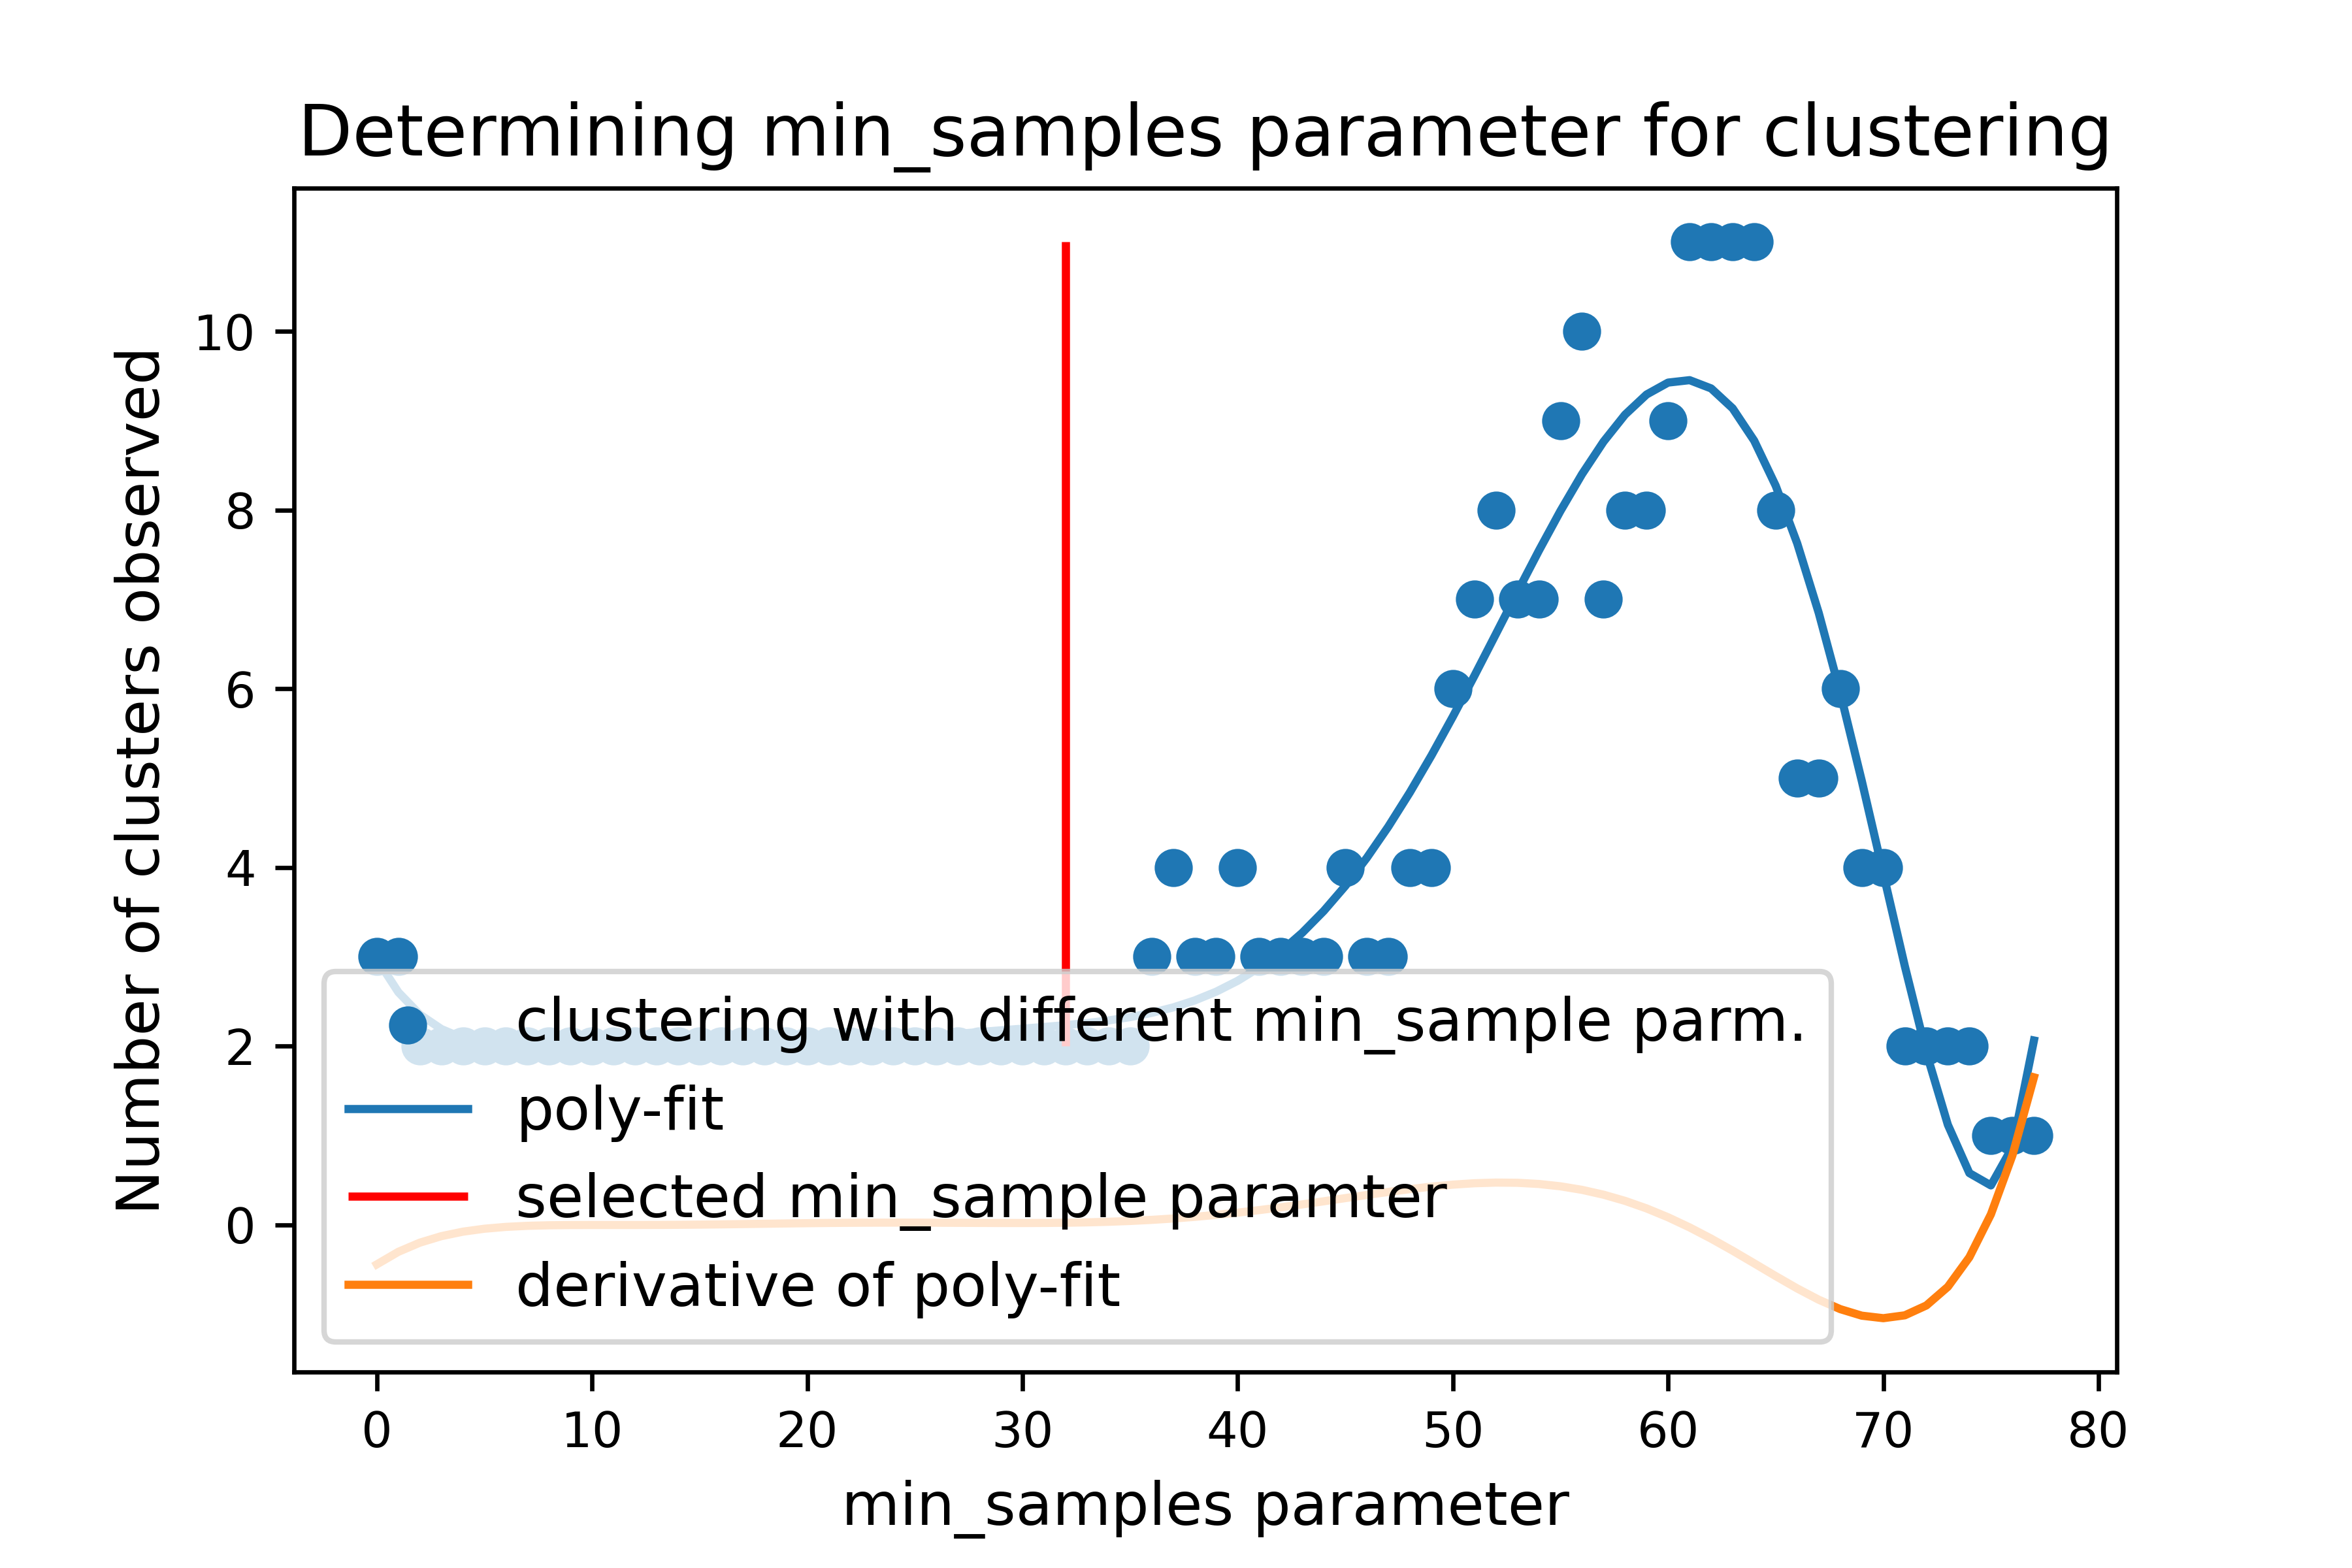 Determining min_samples parameter for clustering
Number of clusters observed
10
8
6
4
2
0
clustering with different min_sample parm.
poly-fit
selected min_sample paramter
derivative of poly-fit
0 10 20 30 40 50 60 70 80
min_samples parameter